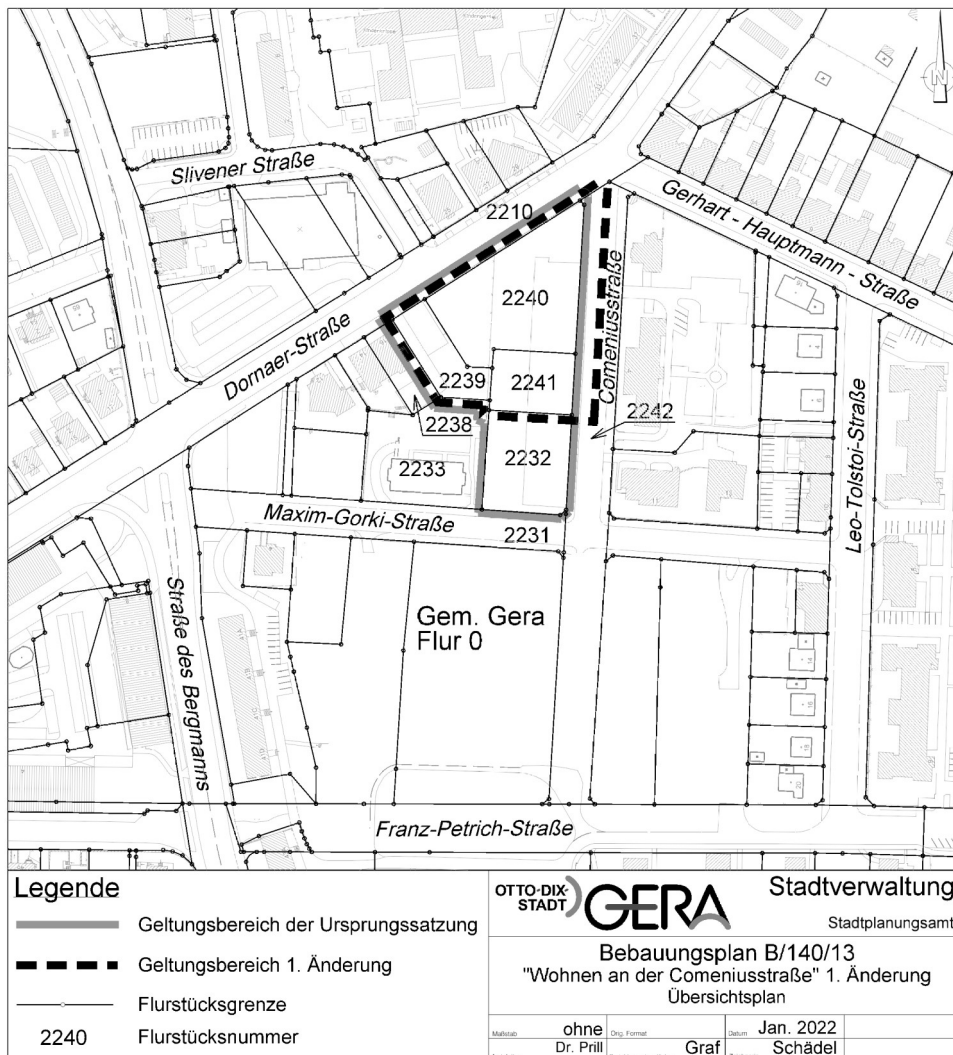 Slivener Straße
2210
Gerhart - Hauptmann - Straße
2240
Dornaer-Straße
Comeniusstraße
2239
2241
2238
2242
2233
2232
Leo-Tolstoi-Straße
Maxim-Gorki-Straße
2231
Straße des Bergmanns
Gem. Gera
Flur 0
Franz-Petrich-Straße
N
Legende
Geltungsbereich der Ursprungssatzung
Geltungsbereich 1. Änderung
Flurstücksgrenze
2240 Flurstücksnummer
OTTO-DIX-
STADT
GERA
Stadtverwaltung
Stadtplanungsamt
Bebauungsplan B/140/13
"Wohnen an der Comeniusstraße" 1. Änderung
Übersichtsplan
Maßstab ohne Orig. Format Datum Jan. 2022
Dr. Prill Graf Schädel